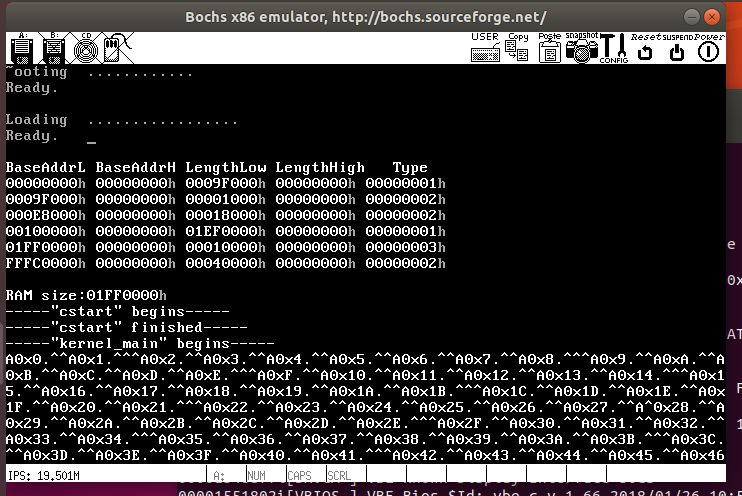 Bochs x86 emulator, http://bochs.sourceforge.net/
A: B: CD USER Copy Paste snapshot CONFIG Reset SUSPEND Power
~ooting ............
Ready.
Loading .................
Ready. _
BaseAddrL BaseAddrH LengthLow LengthHigh Type
00000000h 00000000h 0009F000h 00000000h 00000001h
0009F000h 00000000h 00001000h 00000000h 00000002h
000E8000h 00000000h 00018000h 00000000h 00000002h
00100000h 00000000h 01EF0000h 00000000h 00000001h
01FF0000h 00000000h 00010000h 00000000h 00000003h
FFFC0000h 00000000h 00040000h 00000000h 00000002h
RAM size:01FF0000h
-----"cstart" begins-----
-----"cstart" finished-----
-----"kernel_main" begins-----
A0x0.^^A0x1.^^^A0x2.^^A0x3.^^A0x4.^^A0x5.^^A0x6.^^A0x7.^^A0x8.^^^A0x9.^^A0xA.^^A
0xB.^^A0xC.^^A0xD.^^A0xE.^^^A0xF.^^A0x10.^^A0x11.^^A0x12.^^A0x13.^^A0x14.^^^A0x1
5.^^A0x16.^^A0x17.^^A0x18.^^A0x19.^^A0x1A.^^A0x1B.^^^A0x1C.^^A0x1D.^^A0x1E.^^A0x
1F.^^A0x20.^^A0x21.^^^A0x22.^^A0x23.^^A0x24.^^A0x25.^^A0x26.^^A0x27.^^A^0x28.^^A
0x29.^^A0x2A.^^A0x2B.^^A0x2C.^^A0x2D.^^A0x2E.^^^A0x2F.^^A0x30.^^A0x31.^^A0x32.^^
A0x33.^^A0x34.^^^A0x35.^^A0x36.^^A0x37.^^A0x38.^^A0x39.^^A0x3A.^^A0x3B.^^^A0x3C.
^^A0x3D.^^A0x3E.^^A0x3F.^^A0x40.^^A0x41.^^^A0x42.^^A0x43.^^A0x44.^^A0x45.^^A0x46
IPS: 19.501M A: NUM CAPS SCRL